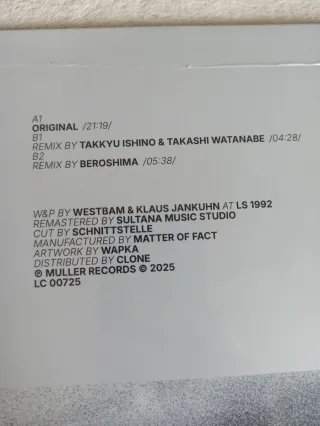 A1
ORIGINAL /21:19/
B1
REMIX BY TAKKYU ISHINO & TAKASHI WATANABE /04:28/
B2
REMIX BY BEROSHIMA /05:38/
W&P BY WESTBAM & KLAUS JANKUHN AT LS 1992
REMASTERED BY SULTANA MUSIC STUDIO
CUT BY SCHNITTSTELLE
MANUFACTURED BY MATTER OF FACT
ARTWORK BY WAPKA
DISTRIBUTED BY CLONE
℗ MULLER RECORDS © 2025
LC 00725